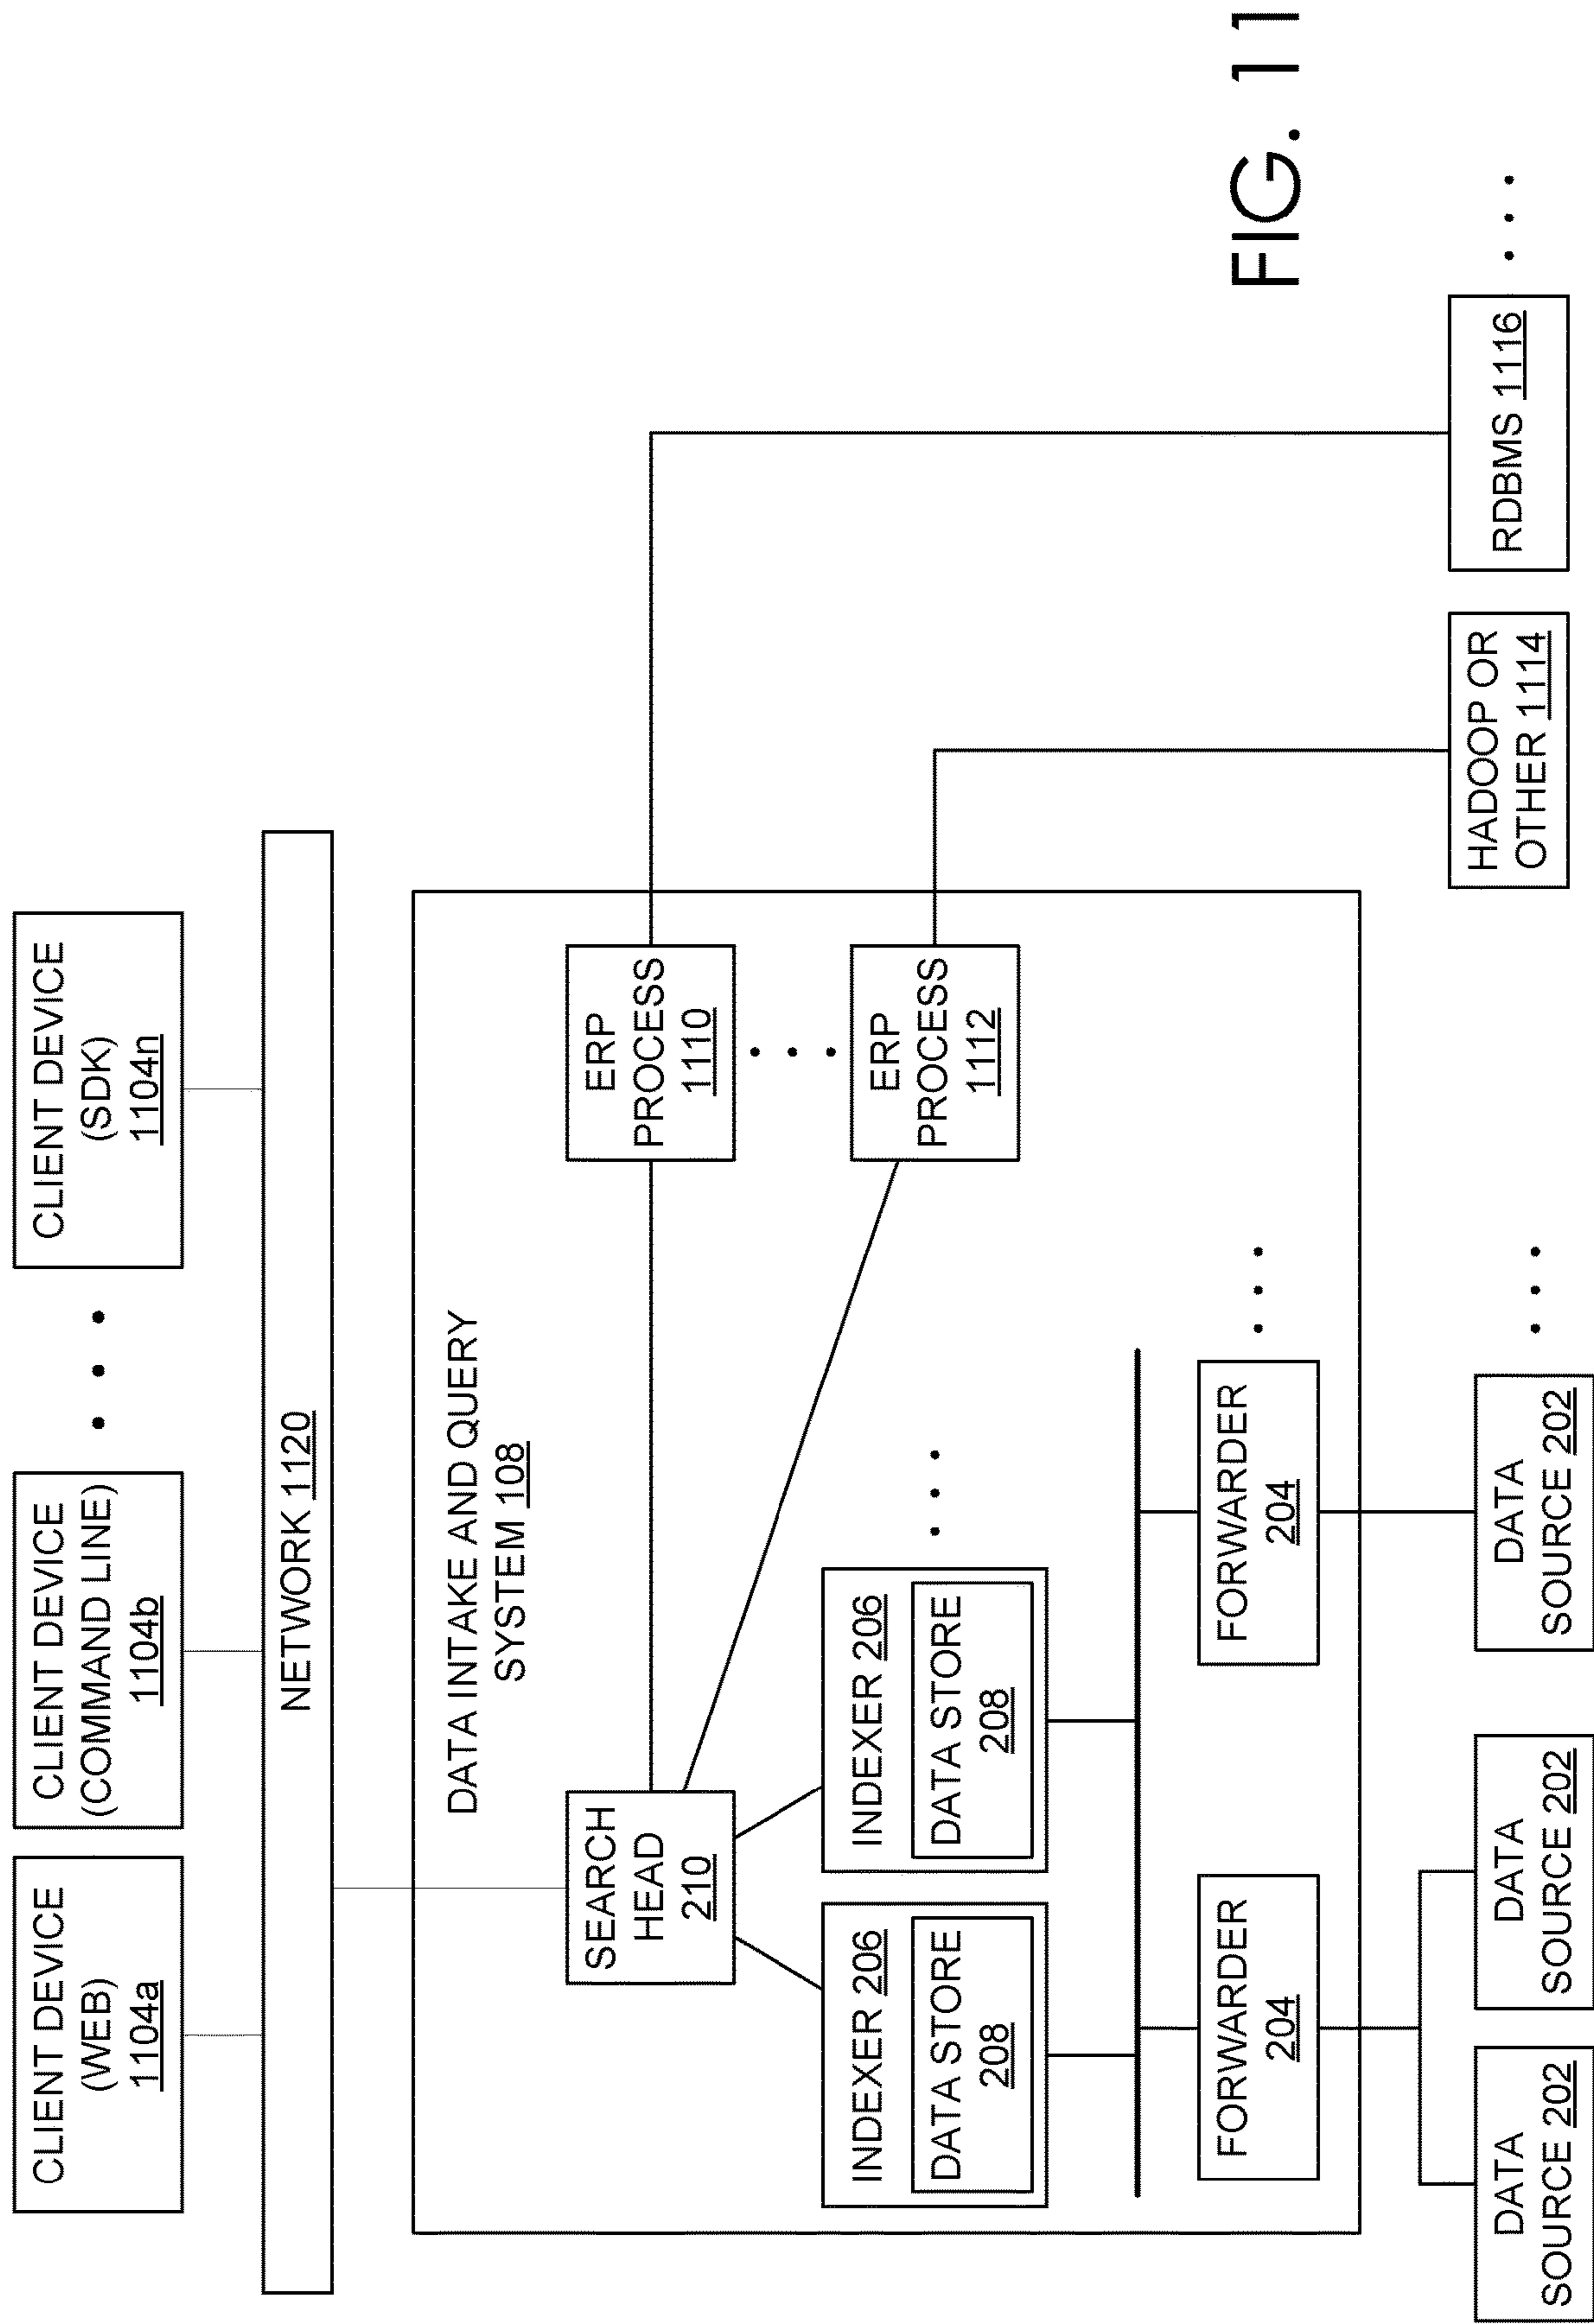 CLIENT DEVICE
(WEB)
1104a
CLIENT DEVICE
(COMMAND LINE)
1104b
CLIENT DEVICE
(SDK)
1104n
NETWORK 1120
DATA INTAKE AND QUERY
SYSTEM 108
SEARCH
HEAD
210
ERP
PROCESS
1110
ERP
PROCESS
1112
INDEXER 206
DATA STORE
208
INDEXER 206
DATA STORE
208
FORWARDER
204
FORWARDER
204
DATA
SOURCE 202
DATA
SOURCE 202
DATA
SOURCE 202
HADOOP OR
OTHER 1114
RDBMS 1116
FIG. 11